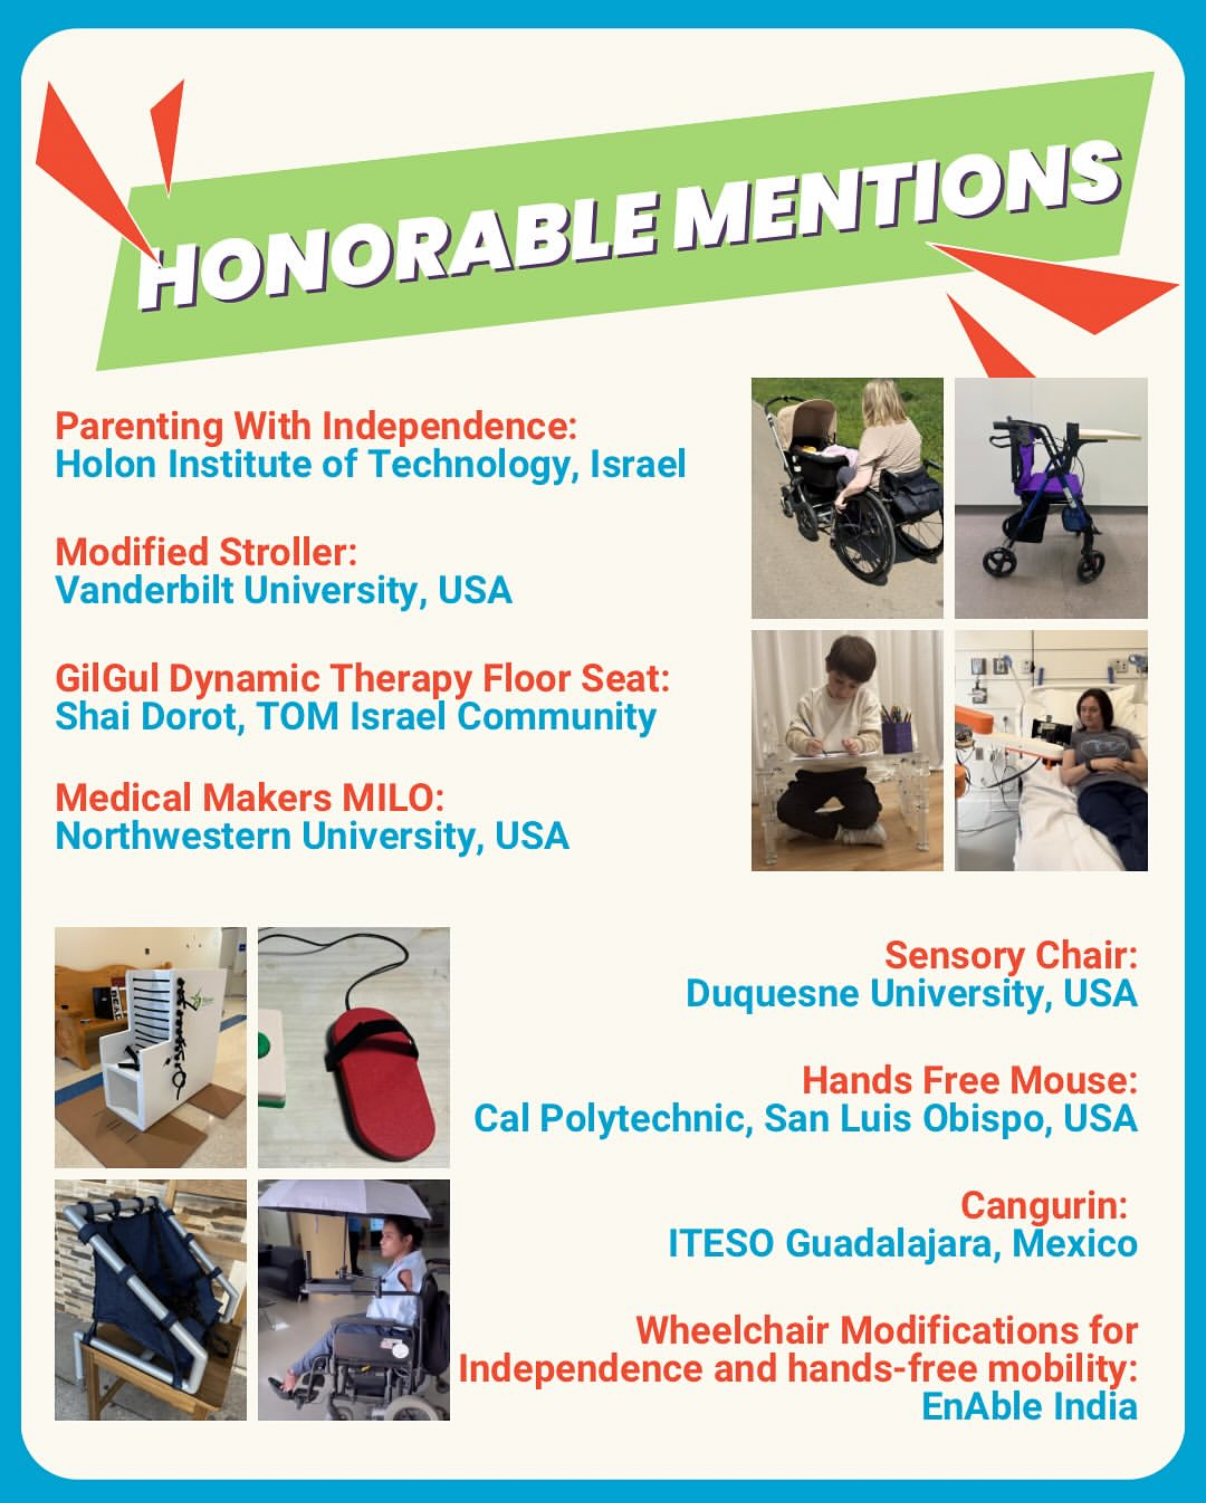 HONORABLE MENTIONS
Parenting With Independence:
Holon Institute of Technology, Israel
Modified Stroller:
Vanderbilt University, USA
GilGul Dynamic Therapy Floor Seat:
Shai Dorot, TOM Israel Community
Medical Makers MILO:
Northwestern University, USA
Sensory Chair:
Duquesne University, USA
Hands Free Mouse:
Cal Polytechnic, San Luis Obispo, USA
Cangurin:
ITESO Guadalajara, Mexico
Wheelchair Modifications for
Independence and hands-free mobility:
EnAble India